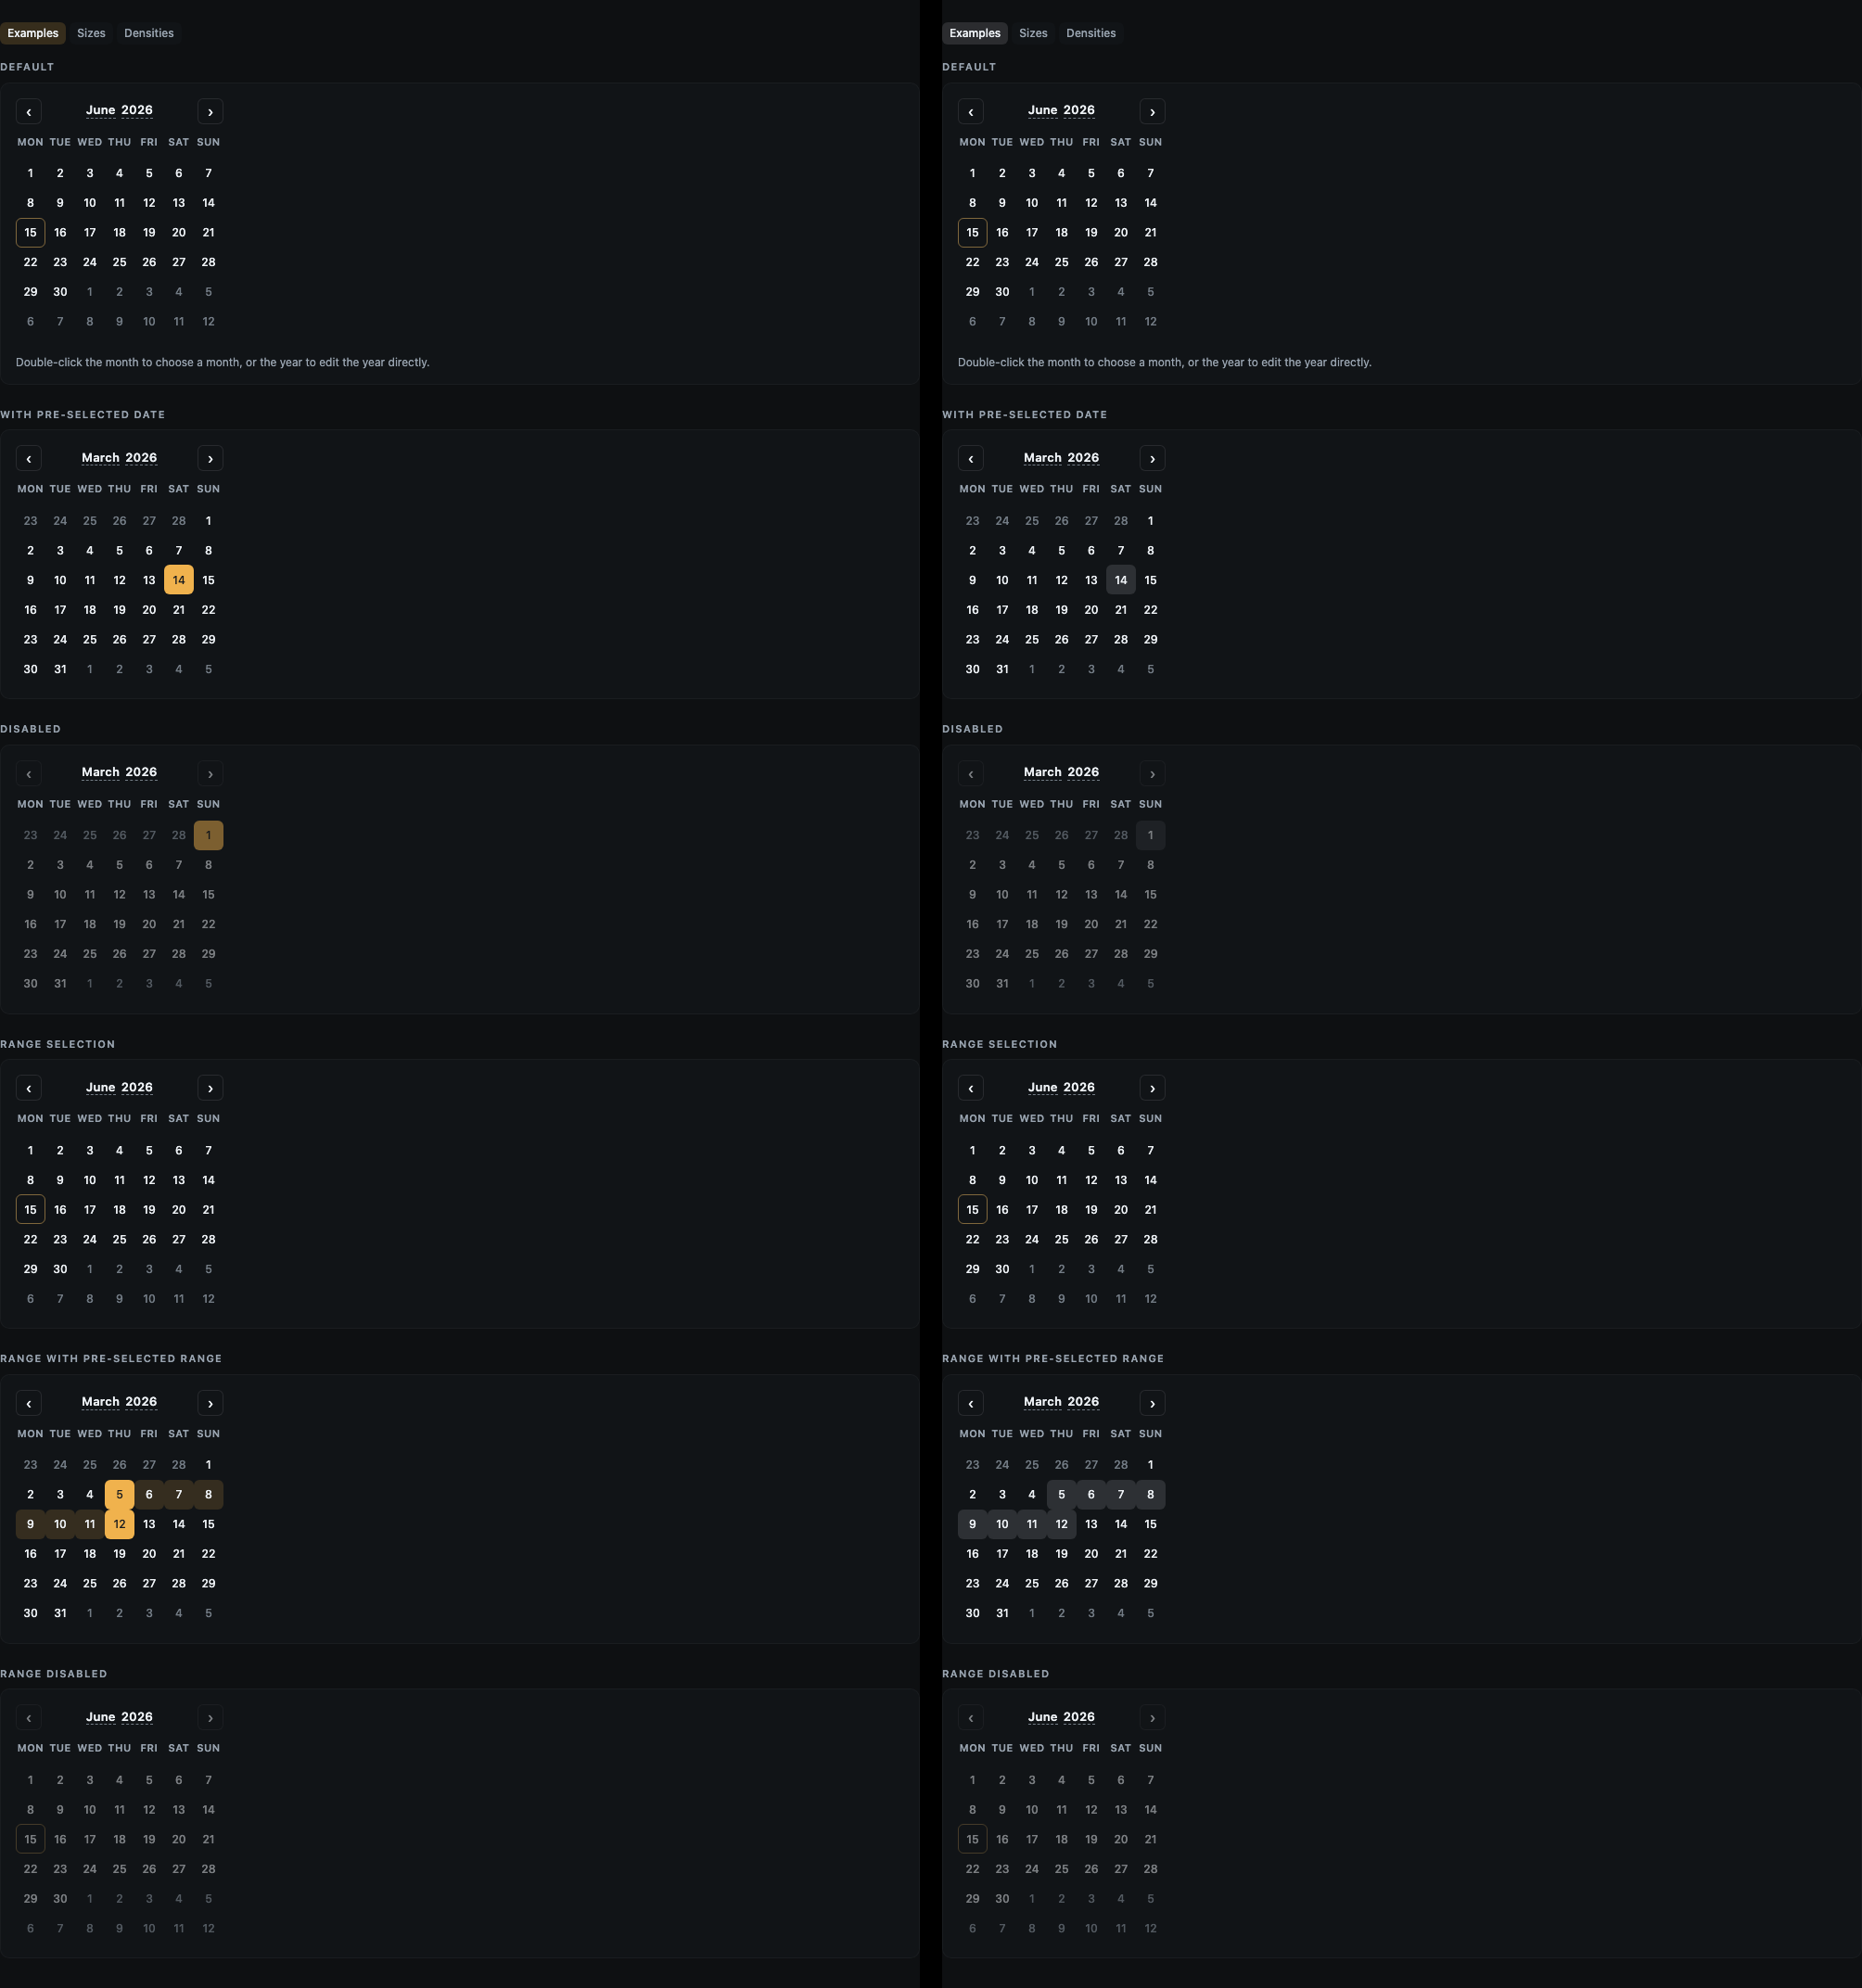 Examples Sizes Densities
DEFAULT
‹ June 2026 ›
MON TUE WED THU FRI SAT SUN
1 2 3 4 5 6 7
8 9 10 11 12 13 14
15 16 17 18 19 20 21
22 23 24 25 26 27 28
29 30 1 2 3 4 5
6 7 8 9 10 11 12
Double-click the month to choose a month, or the year to edit the year directly.
WITH PRE-SELECTED DATE
‹ March 2026 ›
MON TUE WED THU FRI SAT SUN
23 24 25 26 27 28 1
2 3 4 5 6 7 8
9 10 11 12 13 14 15
16 17 18 19 20 21 22
23 24 25 26 27 28 29
30 31 1 2 3 4 5
DISABLED
‹ March 2026 ›
MON TUE WED THU FRI SAT SUN
23 24 25 26 27 28 1
2 3 4 5 6 7 8
9 10 11 12 13 14 15
16 17 18 19 20 21 22
23 24 25 26 27 28 29
30 31 1 2 3 4 5
RANGE SELECTION
‹ June 2026 ›
MON TUE WED THU FRI SAT SUN
1 2 3 4 5 6 7
8 9 10 11 12 13 14
15 16 17 18 19 20 21
22 23 24 25 26 27 28
29 30 1 2 3 4 5
6 7 8 9 10 11 12
RANGE WITH PRE-SELECTED RANGE
‹ March 2026 ›
MON TUE WED THU FRI SAT SUN
23 24 25 26 27 28 1
2 3 4 5 6 7 8
9 10 11 12 13 14 15
16 17 18 19 20 21 22
23 24 25 26 27 28 29
30 31 1 2 3 4 5
RANGE DISABLED
‹ June 2026 ›
MON TUE WED THU FRI SAT SUN
1 2 3 4 5 6 7
8 9 10 11 12 13 14
15 16 17 18 19 20 21
22 23 24 25 26 27 28
29 30 1 2 3 4 5
6 7 8 9 10 11 12
Examples Sizes Densities
DEFAULT
‹ June 2026 ›
MON TUE WED THU FRI SAT SUN
1 2 3 4 5 6 7
8 9 10 11 12 13 14
15 16 17 18 19 20 21
22 23 24 25 26 27 28
29 30 1 2 3 4 5
6 7 8 9 10 11 12
Double-click the month to choose a month, or the year to edit the year directly.
WITH PRE-SELECTED DATE
‹ March 2026 ›
MON TUE WED THU FRI SAT SUN
23 24 25 26 27 28 1
2 3 4 5 6 7 8
9 10 11 12 13 14 15
16 17 18 19 20 21 22
23 24 25 26 27 28 29
30 31 1 2 3 4 5
DISABLED
‹ March 2026 ›
MON TUE WED THU FRI SAT SUN
23 24 25 26 27 28 1
2 3 4 5 6 7 8
9 10 11 12 13 14 15
16 17 18 19 20 21 22
23 24 25 26 27 28 29
30 31 1 2 3 4 5
RANGE SELECTION
‹ June 2026 ›
MON TUE WED THU FRI SAT SUN
1 2 3 4 5 6 7
8 9 10 11 12 13 14
15 16 17 18 19 20 21
22 23 24 25 26 27 28
29 30 1 2 3 4 5
6 7 8 9 10 11 12
RANGE WITH PRE-SELECTED RANGE
‹ March 2026 ›
MON TUE WED THU FRI SAT SUN
23 24 25 26 27 28 1
2 3 4 5 6 7 8
9 10 11 12 13 14 15
16 17 18 19 20 21 22
23 24 25 26 27 28 29
30 31 1 2 3 4 5
RANGE DISABLED
‹ June 2026 ›
MON TUE WED THU FRI SAT SUN
1 2 3 4 5 6 7
8 9 10 11 12 13 14
15 16 17 18 19 20 21
22 23 24 25 26 27 28
29 30 1 2 3 4 5
6 7 8 9 10 11 12